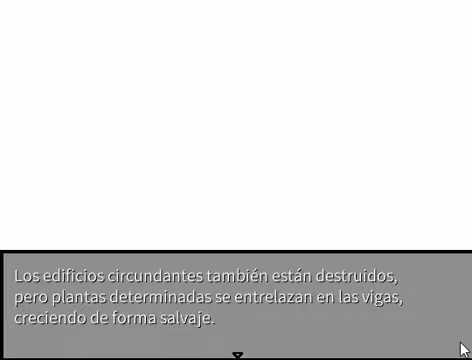 Los edificios circundantes también están destruidos,
pero plantas determinadas se entrelazan en las vigas,
creciendo de forma salvaje.